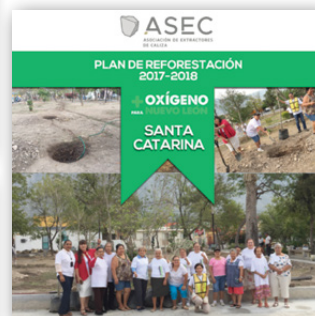 ASEC
ASOCIACIÓN DE EXTRACTORES
DE CALIZA
PLAN DE REFORESTACIÓN
2017-2018
+ OXÍGENO
PARA NUEVO LEÓN
SANTA
CATARINA